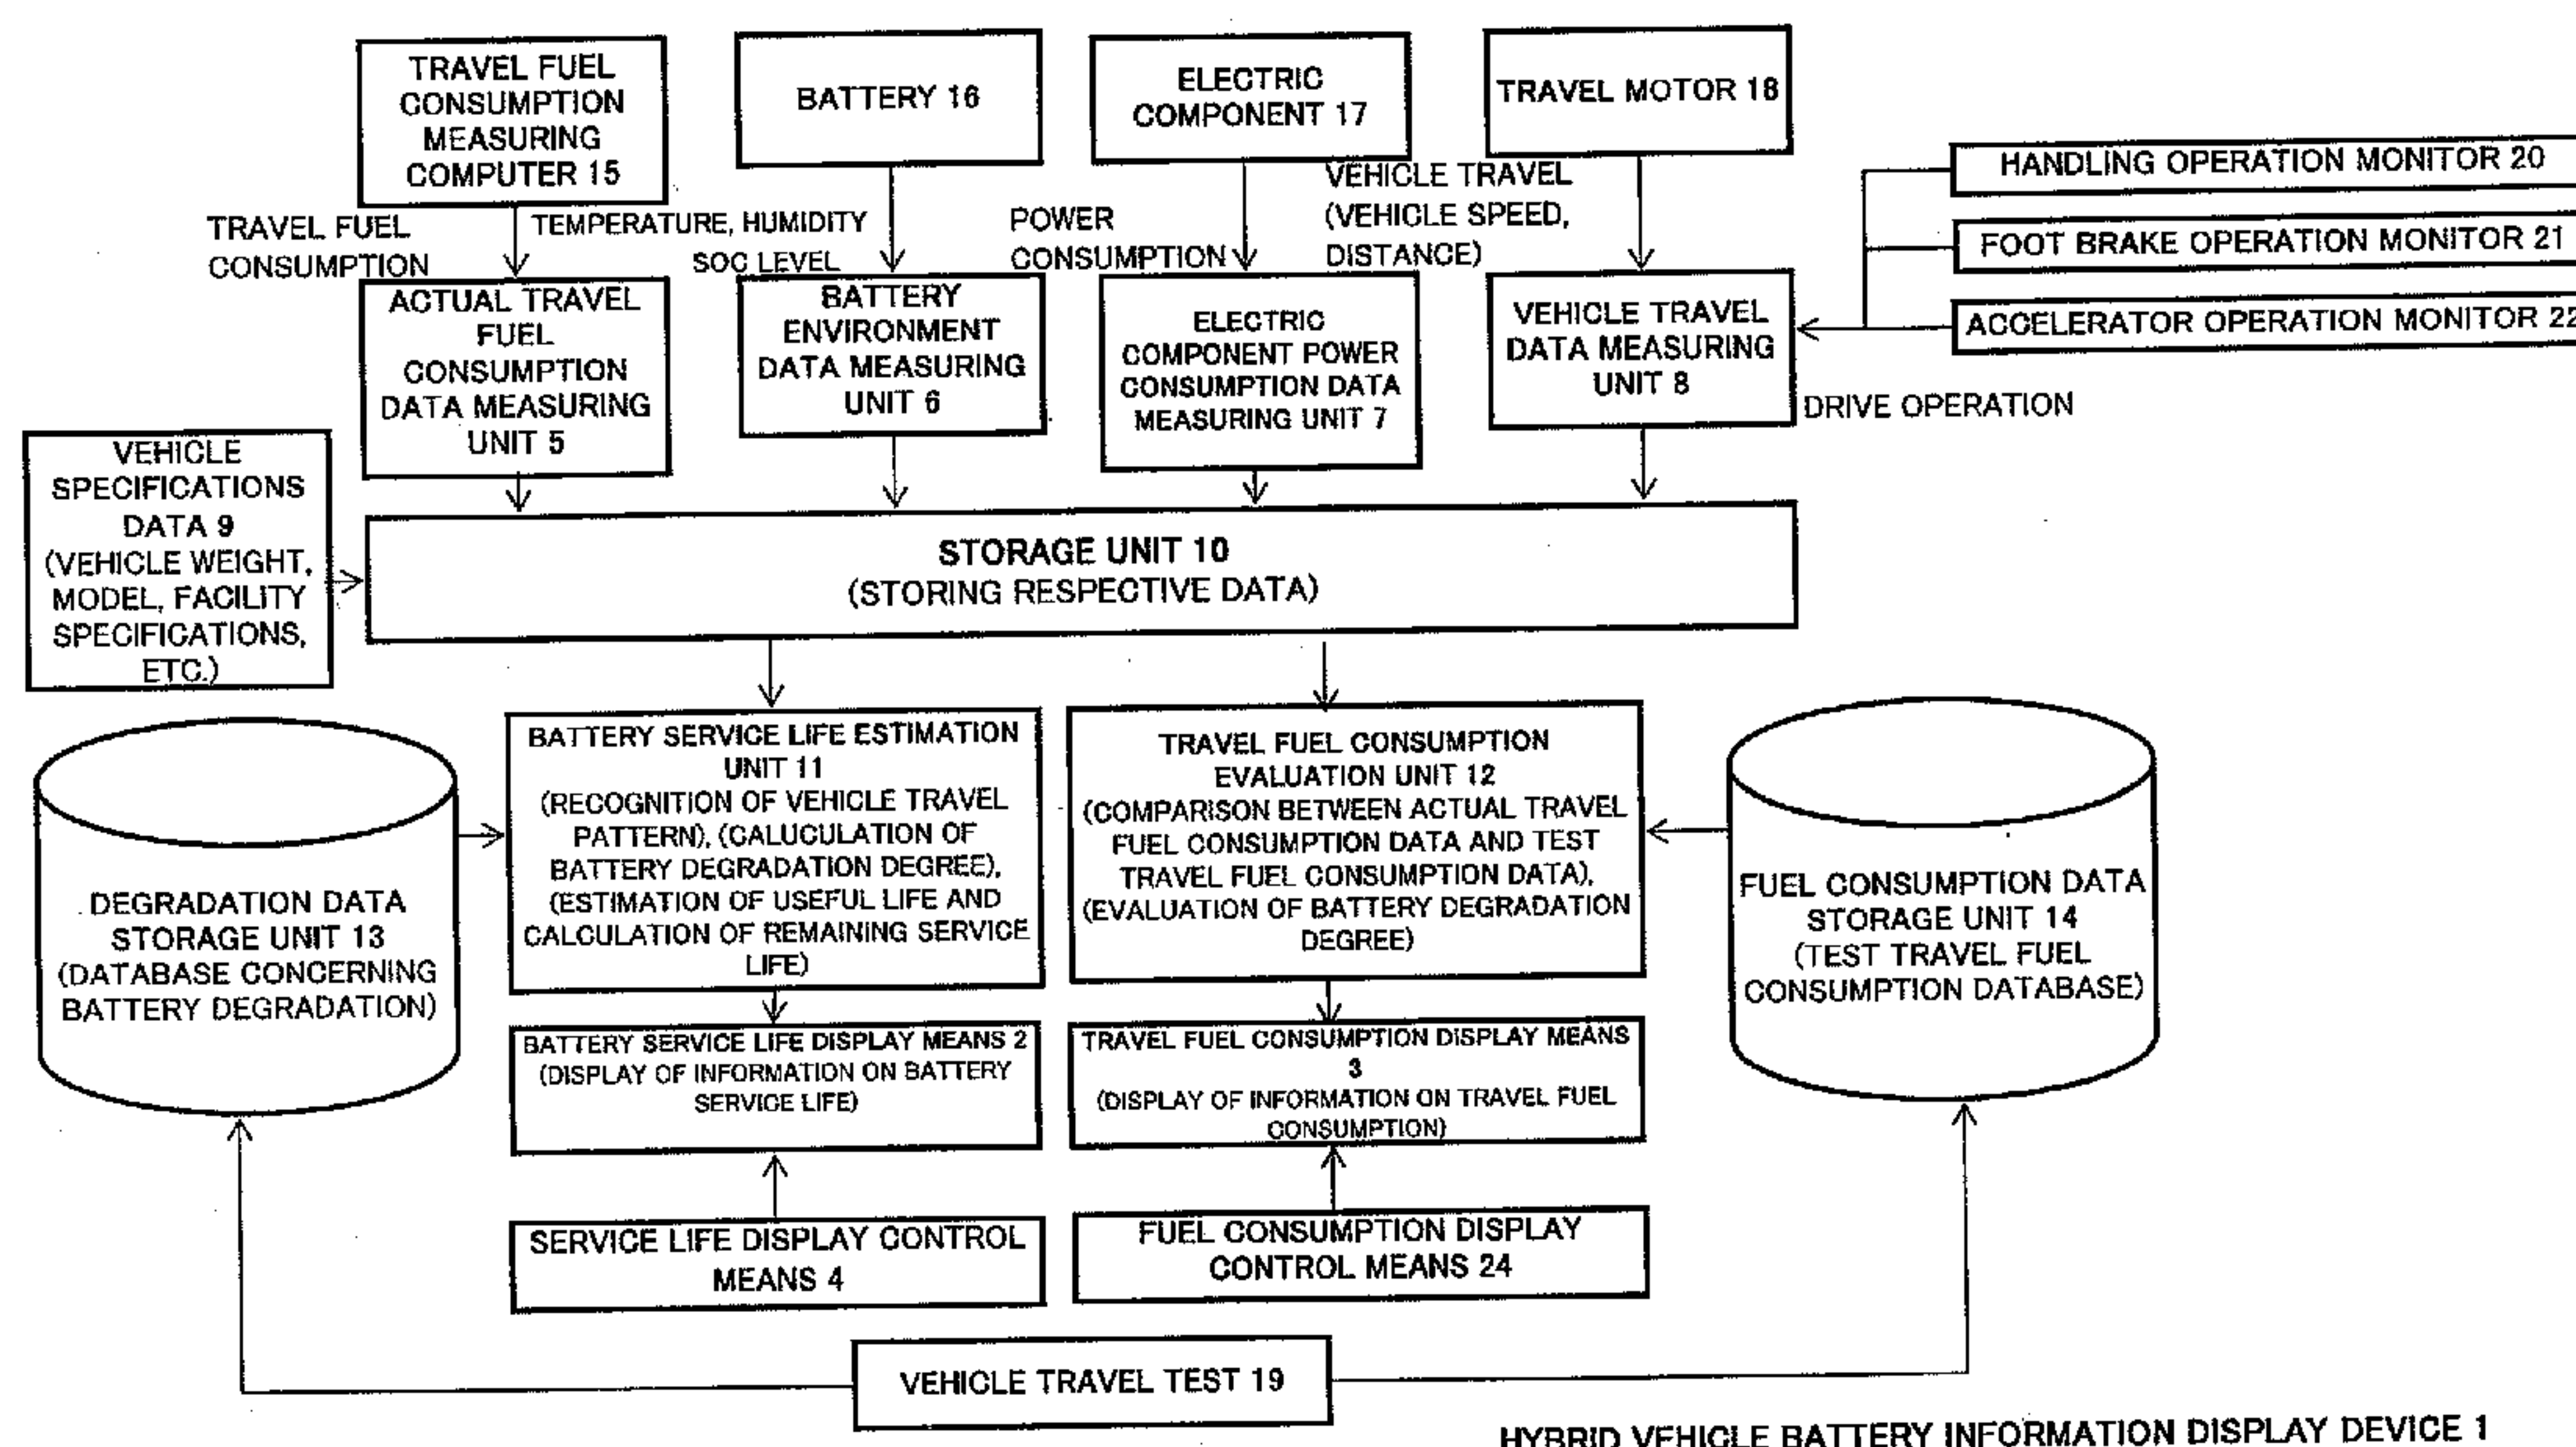 TRAVEL FUEL
CONSUMPTION
MEASURING
COMPUTER 15
BATTERY 16
ELECTRIC
COMPONENT 17
TRAVEL MOTOR 18
HANDLING OPERATION MONITOR 20
FOOT BRAKE OPERATION MONITOR 21
ACCELERATOR OPERATION MONITOR 22
TRAVEL FUEL
CONSUMPTION
TEMPERATURE, HUMIDITY
SOC LEVEL
POWER
CONSUMPTION
VEHICLE TRAVEL
(VEHICLE SPEED,
DISTANCE)
ACTUAL TRAVEL
FUEL
CONSUMPTION
DATA MEASURING
UNIT 5
BATTERY
ENVIRONMENT
DATA MEASURING
UNIT 6
ELECTRIC
COMPONENT POWER
CONSUMPTION DATA
MEASURING UNIT 7
VEHICLE TRAVEL
DATA MEASURING
UNIT 8
DRIVE OPERATION
VEHICLE
SPECIFICATIONS
DATA 9
(VEHICLE WEIGHT,
MODEL, FACILITY
SPECIFICATIONS,
ETC.)
STORAGE UNIT 10
(STORING RESPECTIVE DATA)
DEGRADATION DATA
STORAGE UNIT 13
(DATABASE CONCERNING
BATTERY DEGRADATION)
BATTERY SERVICE LIFE ESTIMATION
UNIT 11
(RECOGNITION OF VEHICLE TRAVEL
PATTERN), (CALUCULATION OF
BATTERY DEGRADATION DEGREE),
(ESTIMATION OF USEFUL LIFE AND
CALCULATION OF REMAINING SERVICE
LIFE)
TRAVEL FUEL CONSUMPTION
EVALUATION UNIT 12
(COMPARISON BETWEEN ACTUAL TRAVEL
FUEL CONSUMPTION DATA AND TEST
TRAVEL FUEL CONSUMPTION DATA),
(EVALUATION OF BATTERY DEGRADATION
DEGREE)
FUEL CONSUMPTION DATA
STORAGE UNIT 14
(TEST TRAVEL FUEL
CONSUMPTION DATABASE)
BATTERY SERVICE LIFE DISPLAY MEANS 2
(DISPLAY OF INFORMATION ON BATTERY
SERVICE LIFE)
TRAVEL FUEL CONSUMPTION DISPLAY MEANS
3
(DISPLAY OF INFORMATION ON TRAVEL FUEL
CONSUMPTION)
SERVICE LIFE DISPLAY CONTROL
MEANS 4
FUEL CONSUMPTION DISPLAY
CONTROL MEANS 24
VEHICLE TRAVEL TEST 19
HYBRID VEHICLE BATTERY INFORMATION DISPLAY DEVICE 1